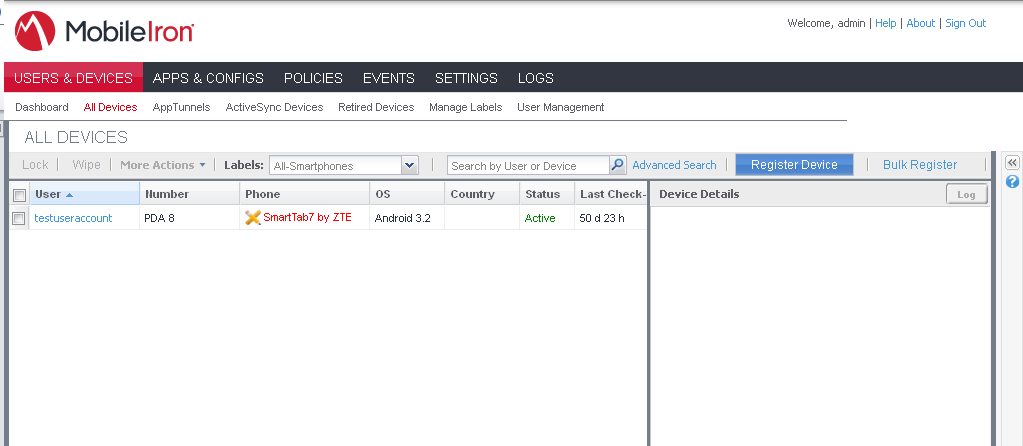 MobileIron
Welcome, admin | Help | About | Sign Out
USERS & DEVICES APPS & CONFIGS POLICIES EVENTS SETTINGS LOGS
Dashboard All Devices AppTunnels ActiveSync Devices Retired Devices Manage Labels User Management
ALL DEVICES
Lock | Wipe | More Actions Labels: All-Smartphones Search by User or Device Advanced Search Register Device Bulk Register
User Number Phone OS Country Status Last Check- Device Details Log
testuseraccount PDA 8 SmartTab7 by ZTE Android 3.2 Active 50 d 23 h